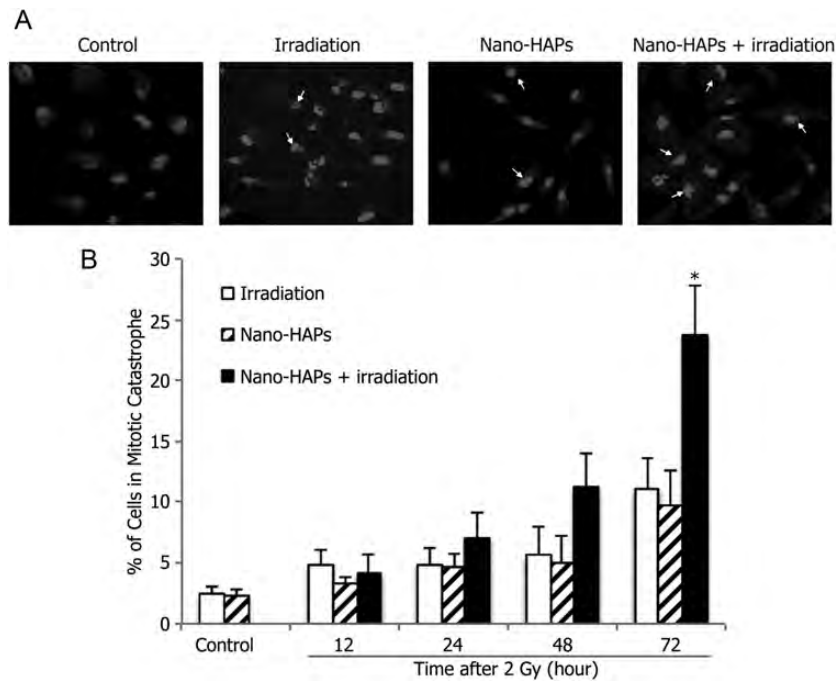 A
Control Irradiation Nano-HAPs Nano-HAPs + irradiation
B
% of Cells in Mitotic Catastrophe
30
25
20
15
10
5
0
Irradiation
Nano-HAPs
Nano-HAPs + irradiation
*
Control 12 24 48 72
Time after 2 Gy (hour)